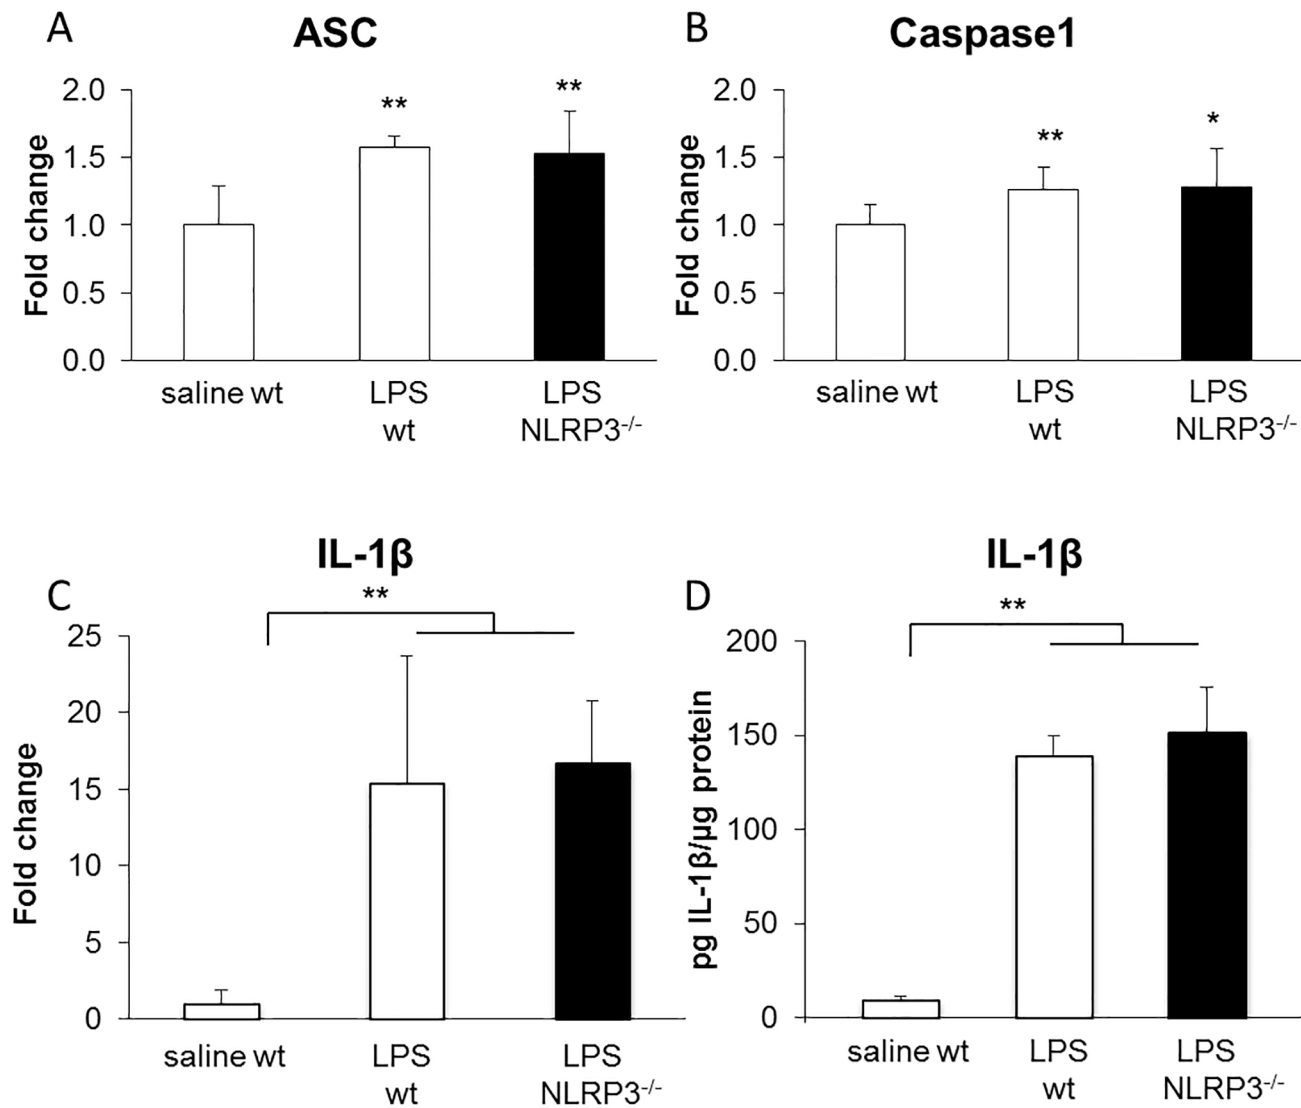 A
ASC
Fold change
2.0
1.5
1.0
0.5
0.0
**
**
saline wt
LPS
wt
LPS
NLRP3-/-
B
Caspase1
Fold change
2.0
1.5
1.0
0.5
0.0
**
*
saline wt
LPS
wt
LPS
NLRP3-/-
C
IL-1β
**
Fold change
25
20
15
10
5
0
saline wt
LPS
wt
LPS
NLRP3-/-
D
IL-1β
**
pg IL-1β/µg protein
200
150
100
50
0
saline wt
LPS
wt
LPS
NLRP3-/-